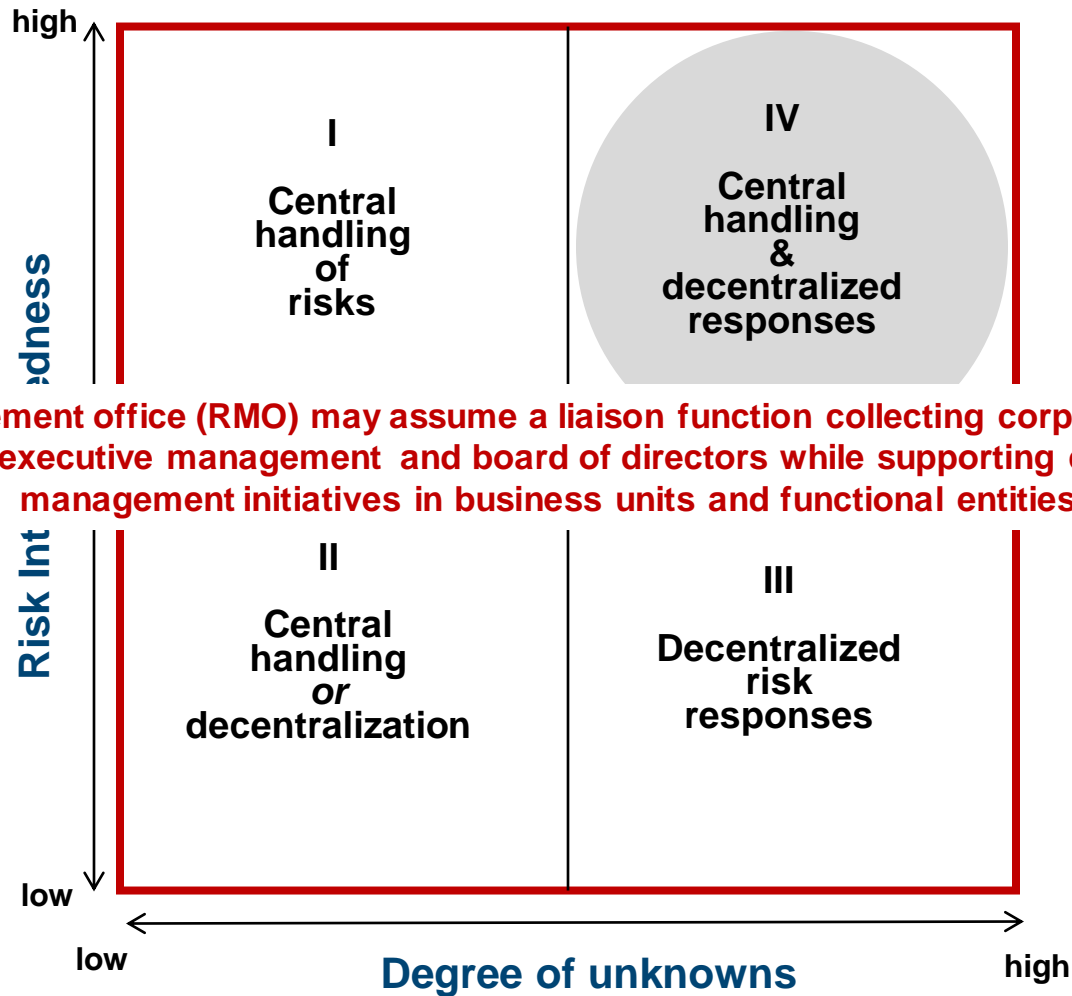 high
I
Central
handling
of
risks
IV
Central
handling
&
decentralized
responses
edness
ement office (RMO) may assume a liaison function collecting corp
executive management and board of directors while supporting
management initiatives in business units and functional entities
Risk Int
II
Central
handling
or
decentralization
III
Decentralized
risk
responses
low
low
Degree of unknowns
high